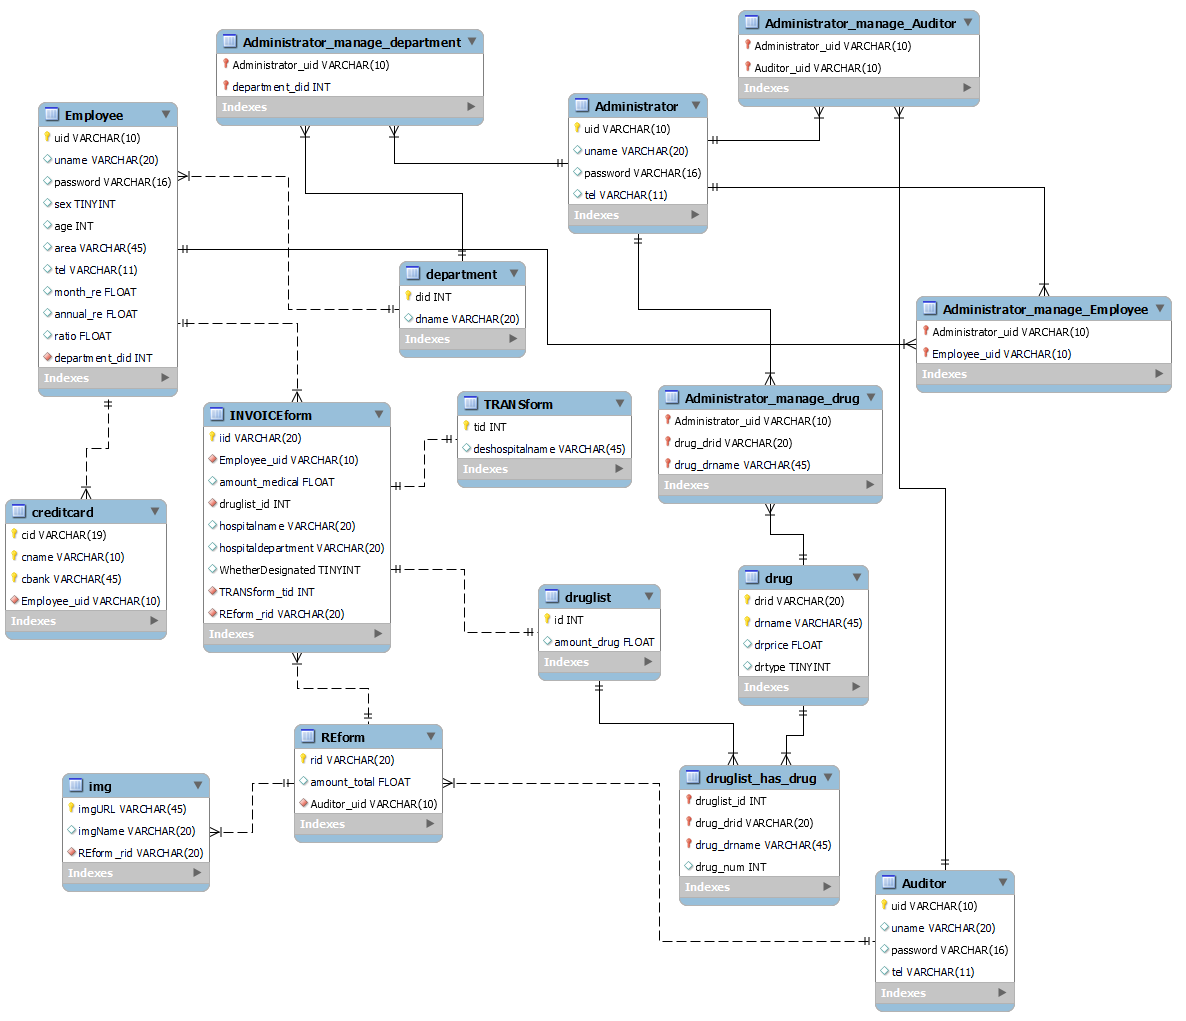 Administrator_manage_department
Administrator_uid VARCHAR(10)
department_did INT
Indexes
Administrator_manage_Auditor
Administrator_uid VARCHAR(10)
Auditor_uid VARCHAR(10)
Indexes
Employee
uid VARCHAR(10)
uname VARCHAR(20)
password VARCHAR(16)
sex TINYINT
age INT
area VARCHAR(45)
tel VARCHAR(11)
month_re FLOAT
annual_re FLOAT
ratio FLOAT
department_did INT
Indexes
Administrator
uid VARCHAR(10)
uname VARCHAR(20)
password VARCHAR(16)
tel VARCHAR(11)
Indexes
department
did INT
dname VARCHAR(20)
Indexes
Administrator_manage_Employee
Administrator_uid VARCHAR(10)
Employee_uid VARCHAR(10)
Indexes
INVOICEform
iid VARCHAR(20)
Employee_uid VARCHAR(10)
amount_medical FLOAT
druglist_id INT
hospitalname VARCHAR(20)
hospitaldepartment VARCHAR(20)
WhetherDesignated TINYINT
TRANSform_tid INT
REform_rid VARCHAR(20)
Indexes
TRANSform
tid INT
deshospitalname VARCHAR(45)
Indexes
Administrator_manage_drug
Administrator_uid VARCHAR(10)
drug_drid VARCHAR(20)
drug_drname VARCHAR(45)
Indexes
creditcard
cid VARCHAR(19)
cname VARCHAR(10)
cbank VARCHAR(45)
Employee_uid VARCHAR(10)
Indexes
druglist
id INT
amount_drug FLOAT
Indexes
drug
drid VARCHAR(20)
drname VARCHAR(45)
drprice FLOAT
drtype TINYINT
Indexes
REform
rid VARCHAR(20)
amount_total FLOAT
Auditor_uid VARCHAR(10)
Indexes
img
imgURL VARCHAR(45)
imgName VARCHAR(20)
REform_rid VARCHAR(20)
Indexes
druglist_has_drug
druglist_id INT
drug_drid VARCHAR(20)
drug_drname VARCHAR(45)
drug_num INT
Indexes
Auditor
uid VARCHAR(10)
uname VARCHAR(20)
password VARCHAR(16)
tel VARCHAR(11)
Indexes